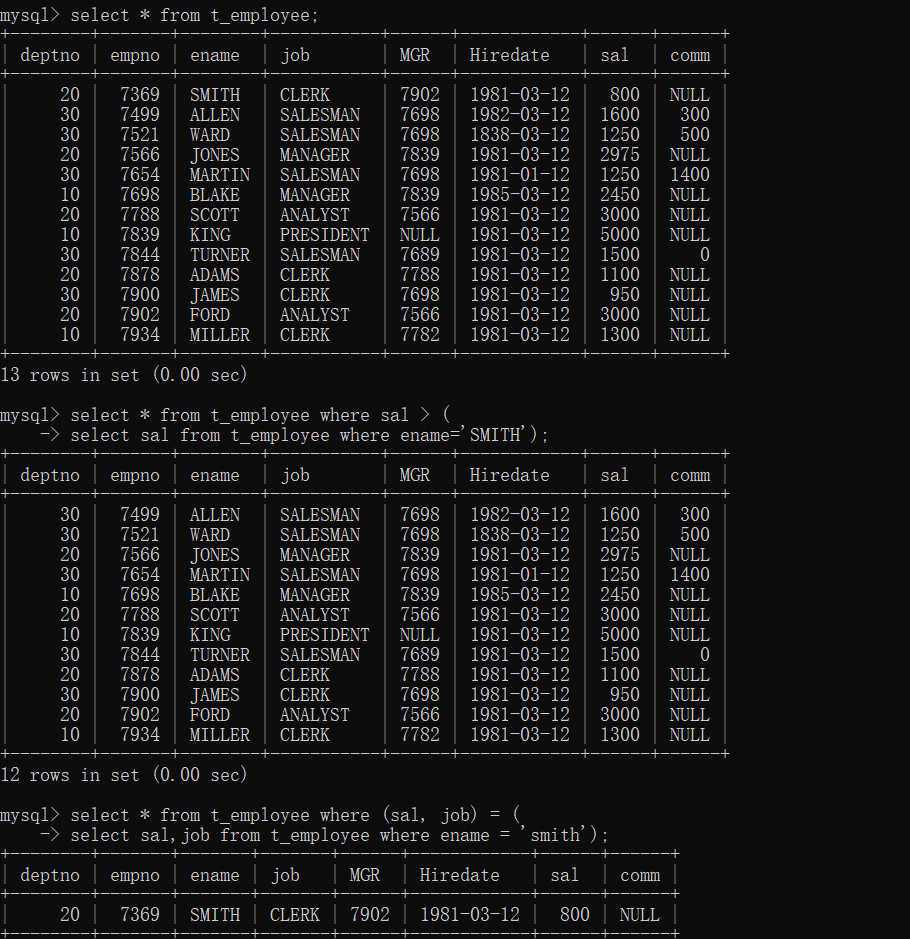 mysql> select * from t_employee;
+--------+-------+--------+-----------+------+------------+------+------+
| deptno | empno | ename | job | MGR | Hiredate | sal | comm |
+--------+-------+--------+-----------+------+------------+------+------+
| 20 | 7369 | SMITH | CLERK | 7902 | 1981-03-12 | 800 | NULL |
| 30 | 7499 | ALLEN | SALESMAN | 7698 | 1982-03-12 | 1600 | 300 |
| 30 | 7521 | WARD | SALESMAN | 7698 | 1838-03-12 | 1250 | 500 |
| 20 | 7566 | JONES | MANAGER | 7839 | 1981-03-12 | 2975 | NULL |
| 30 | 7654 | MARTIN | SALESMAN | 7698 | 1981-01-12 | 1250 | 1400 |
| 10 | 7698 | BLAKE | MANAGER | 7839 | 1985-03-12 | 2450 | NULL |
| 20 | 7788 | SCOTT | ANALYST | 7566 | 1981-03-12 | 3000 | NULL |
| 10 | 7839 | KING | PRESIDENT | NULL | 1981-03-12 | 5000 | NULL |
| 30 | 7844 | TURNER | SALESMAN | 7689 | 1981-03-12 | 1500 | 0 |
| 20 | 7878 | ADAMS | CLERK | 7788 | 1981-03-12 | 1100 | NULL |
| 30 | 7900 | JAMES | CLERK | 7698 | 1981-03-12 | 950 | NULL |
| 20 | 7902 | FORD | ANALYST | 7566 | 1981-03-12 | 3000 | NULL |
| 10 | 7934 | MILLER | CLERK | 7782 | 1981-03-12 | 1300 | NULL |
+--------+-------+--------+-----------+------+------------+------+------+
13 rows in set (0.00 sec)
mysql> select * from t_employee where sal > (
-> select sal from t_employee where ename='SMITH');
+--------+-------+--------+-----------+------+------------+------+------+
| deptno | empno | ename | job | MGR | Hiredate | sal | comm |
+--------+-------+--------+-----------+------+------------+------+------+
| 30 | 7499 | ALLEN | SALESMAN | 7698 | 1982-03-12 | 1600 | 300 |
| 30 | 7521 | WARD | SALESMAN | 7698 | 1838-03-12 | 1250 | 500 |
| 20 | 7566 | JONES | MANAGER | 7839 | 1981-03-12 | 2975 | NULL |
| 30 | 7654 | MARTIN | SALESMAN | 7698 | 1981-01-12 | 1250 | 1400 |
| 10 | 7698 | BLAKE | MANAGER | 7839 | 1985-03-12 | 2450 | NULL |
| 20 | 7788 | SCOTT | ANALYST | 7566 | 1981-03-12 | 3000 | NULL |
| 10 | 7839 | KING | PRESIDENT | NULL | 1981-03-12 | 5000 | NULL |
| 30 | 7844 | TURNER | SALESMAN | 7689 | 1981-03-12 | 1500 | 0 |
| 20 | 7878 | ADAMS | CLERK | 7788 | 1981-03-12 | 1100 | NULL |
| 30 | 7900 | JAMES | CLERK | 7698 | 1981-03-12 | 950 | NULL |
| 20 | 7902 | FORD | ANALYST | 7566 | 1981-03-12 | 3000 | NULL |
| 10 | 7934 | MILLER | CLERK | 7782 | 1981-03-12 | 1300 | NULL |
+--------+-------+--------+-----------+------+------------+------+------+
12 rows in set (0.00 sec)
mysql> select * from t_employee where (sal, job) = (
-> select sal,job from t_employee where ename = 'smith');
+--------+-------+-------+-------+------+------------+------+------+
| deptno | empno | ename | job | MGR | Hiredate | sal | comm |
+--------+-------+-------+-------+------+------------+------+------+
| 20 | 7369 | SMITH | CLERK | 7902 | 1981-03-12 | 800 | NULL |
+--------+-------+-------+-------+------+------------+------+------+